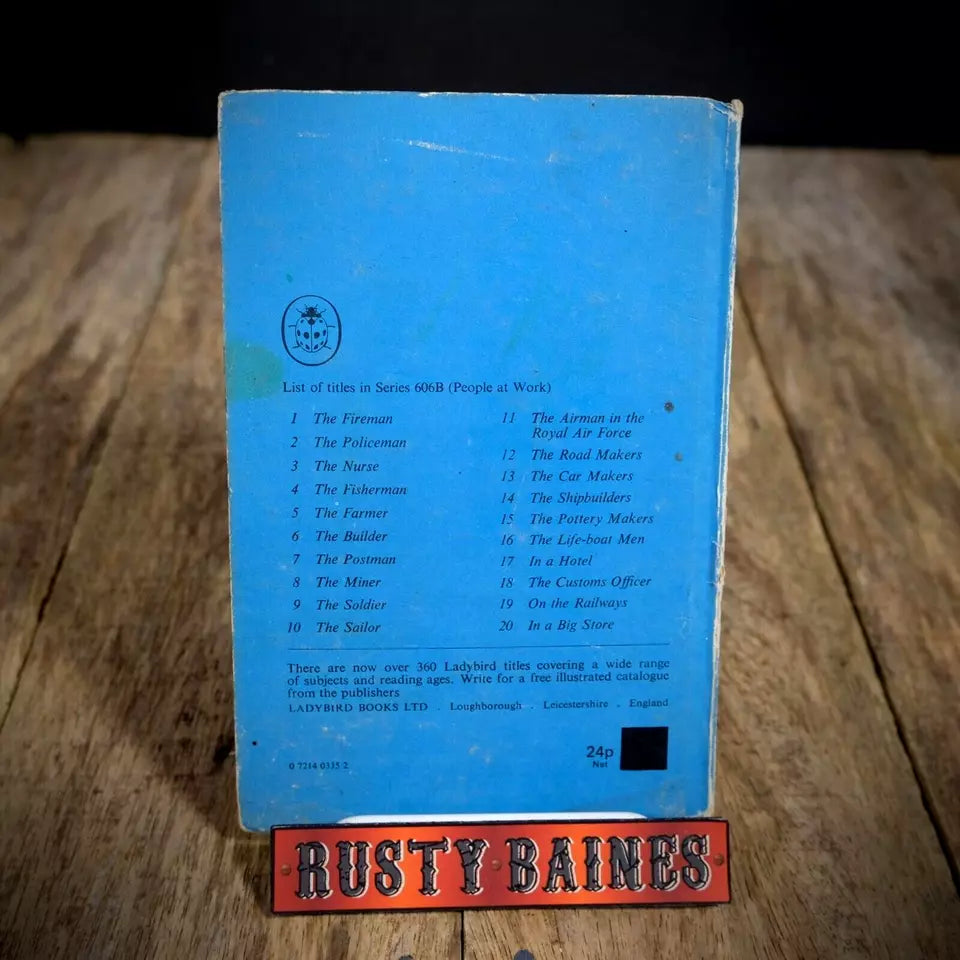 List of titles in Series 606B (People at Work)
1 The Fireman
2 The Policeman
3 The Nurse
4 The Fisherman
5 The Farmer
6 The Builder
7 The Postman
8 The Miner
9 The Soldier
10 The Sailor
11 The Airman in the
Royal Air Force
12 The Road Makers
13 The Car Makers
14 The Shipbuilders
15 The Pottery Makers
16 The Life-boat Men
17 In a Hotel
18 The Customs Officer
19 On the Railways
20 In a Big Store
There are now over 360 Ladybird titles covering a wide range
of subjects and reading ages. Write for a free illustrated catalogue
from the publishers
LADYBIRD BOOKS LTD . Loughborough . Leicestershire . England
24p
Net
0 7214 0335 2
RUSTY BAINES